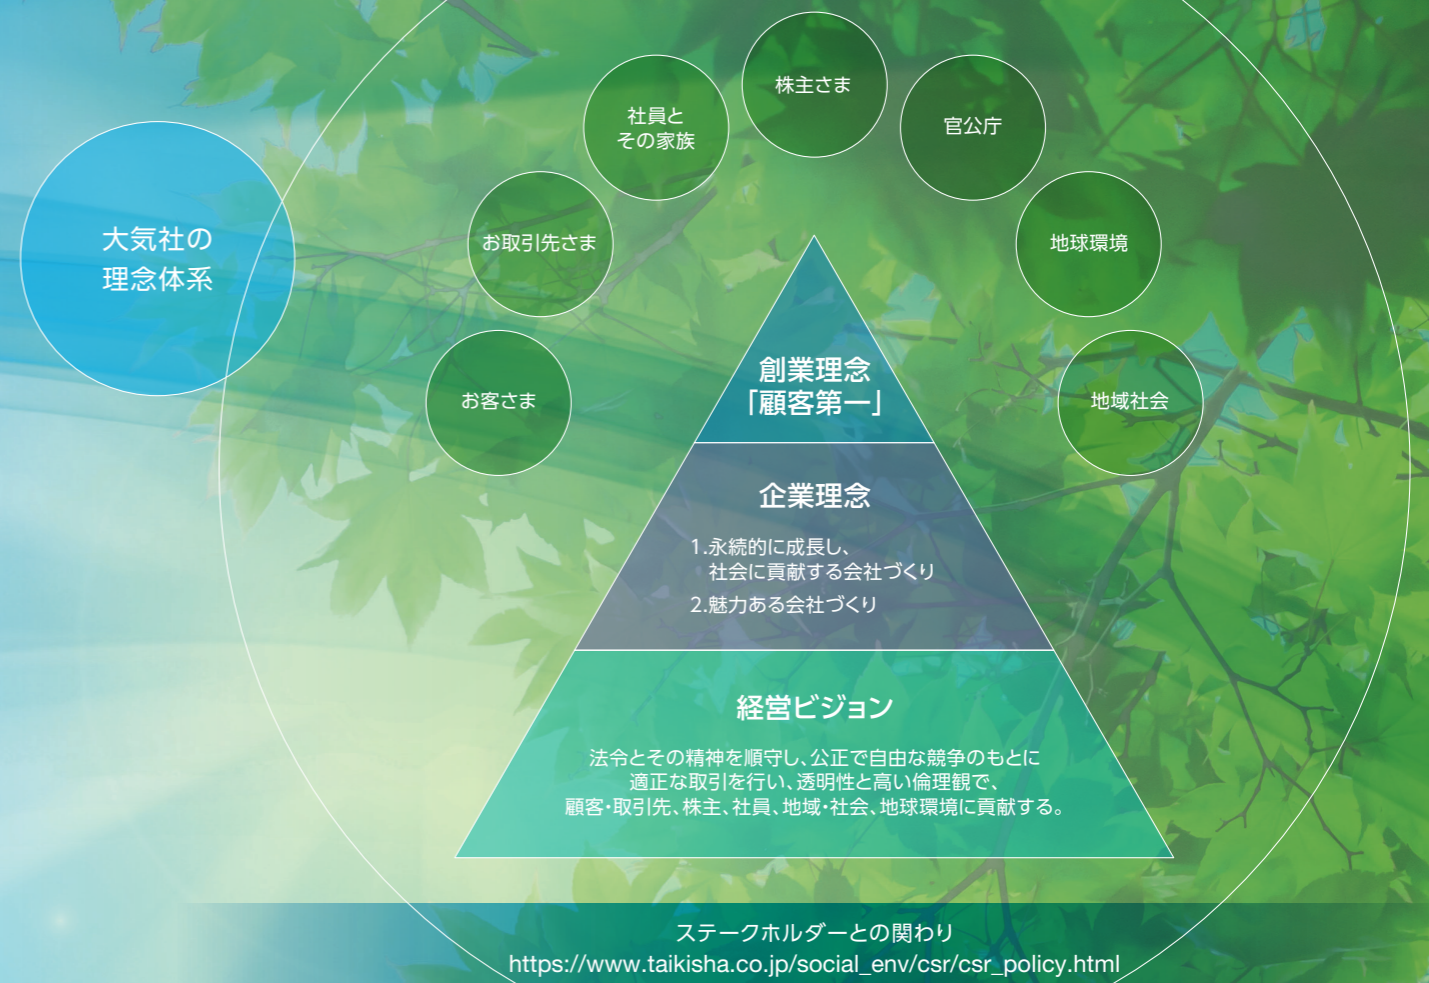 大気社の
理念体系
株主さま
社員と
その家族
官公庁
お取引先さま
地球環境
お客さま
地域社会
創業理念
「顧客第一」
企業理念
1.永続的に成長し、
社会に貢献する会社づくり
2.魅力ある会社づくり
経営ビジョン
法令とその精神を順守し、公正で自由な競争のもとに
適正な取引を行い、透明性と高い倫理観で、
顧客・取引先、株主、社員、地域・社会、地球環境に貢献する。
ステークホルダーとの関わり
https://www.taikisha.co.jp/social_env/csr/csr_policy.html